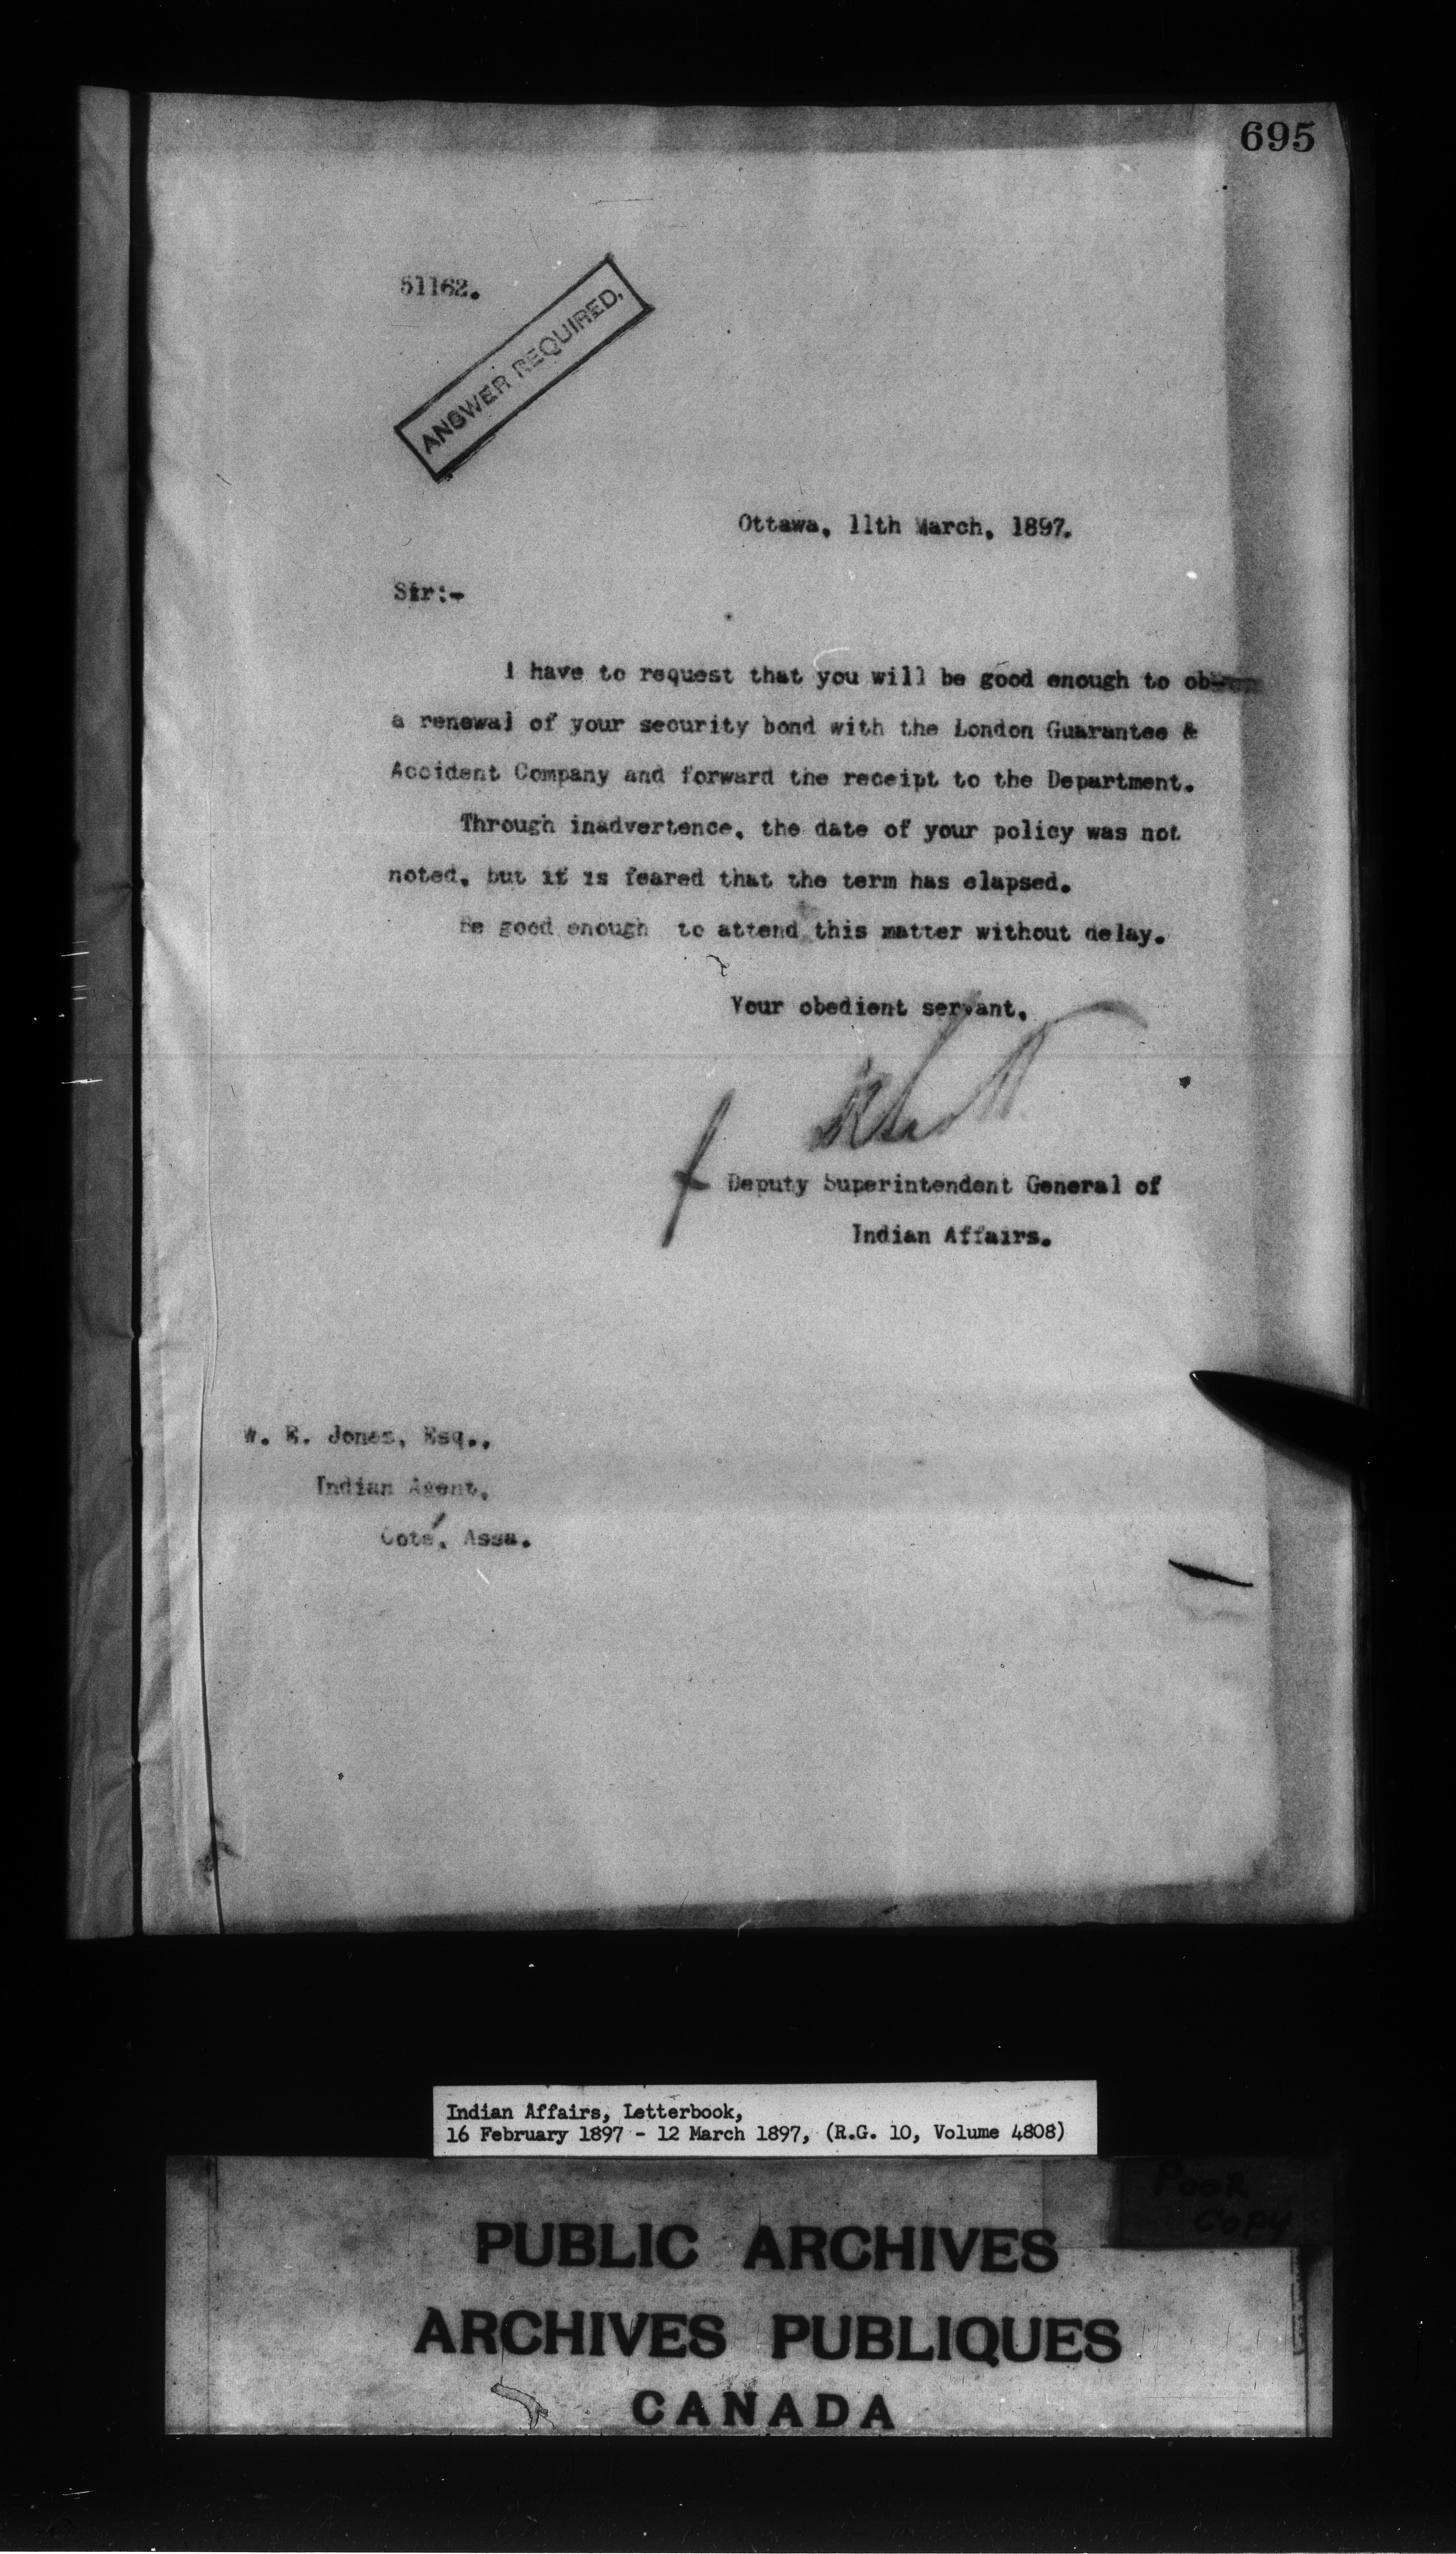 695
51162.
ANSWER REQUIRED.
Ottawa, 11th March, 1897.
Sir:-
I have to request that you will be good enough to
a renewal of your security bond with the London Guarantee &
Accident Company and forward the receipt to the Department.
Through inadvertence, the date of your policy was not
noted, but it is feared that the term has elapsed.
Be good enough to attend this matter without delay.
Your obedient servant,
Deputy Superintendent General of
Indian Affairs.
W. E. Jones, Esq.,
Indian Agent,
Coté, Assa.
Indian Affairs, Letterbook,
16 February 1897 - 12 March 1897, (R.G. 10, Volume 4808)
POOR
COPY
PUBLIC ARCHIVES
ARCHIVES PUBLIQUES
CANADA